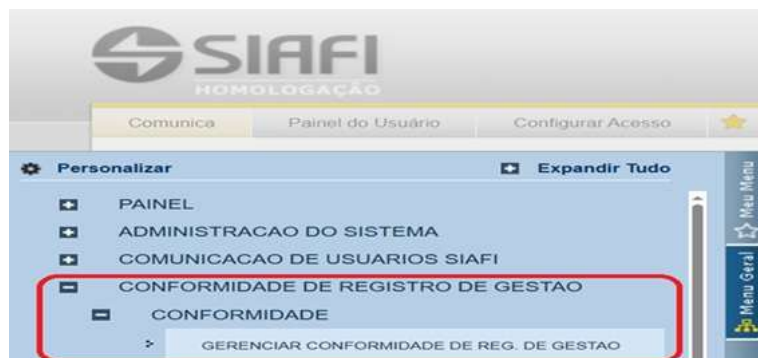 SIAFI
HOMOLOGAÇÃO
Comunica Painel do Usuário Configurar Acesso
Personalizar Expandir Tudo
PAINEL
ADMINISTRACAO DO SISTEMA
COMUNICACAO DE USUARIOS SIAFI
CONFORMIDADE DE REGISTRO DE GESTAO
CONFORMIDADE
GERENCIAR CONFORMIDADE DE REG. DE GESTAO
Meu Menu
Menu Geral